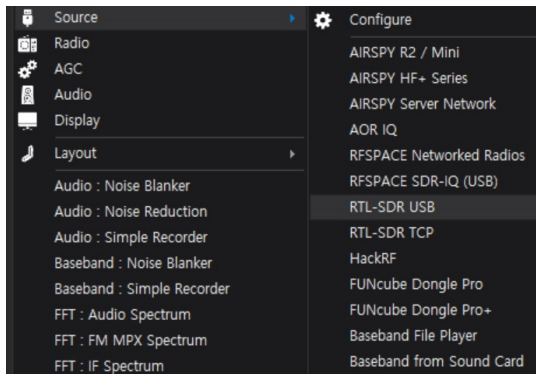 Source
Radio
AGC
Audio
Display
Layout
Audio : Noise Blanker
Audio : Noise Reduction
Audio : Simple Recorder
Baseband : Noise Blanker
Baseband : Simple Recorder
FFT : Audio Spectrum
FFT : FM MPX Spectrum
FFT : IF Spectrum
Configure
AIRSPY R2 / Mini
AIRSPY HF+ Series
AIRSPY Server Network
AOR IQ
RFSPACE Networked Radios
RFSPACE SDR-IQ (USB)
RTL-SDR USB
RTL-SDR TCP
HackRF
FUNcube Dongle Pro
FUNcube Dongle Pro+
Baseband File Player
Baseband from Sound Card